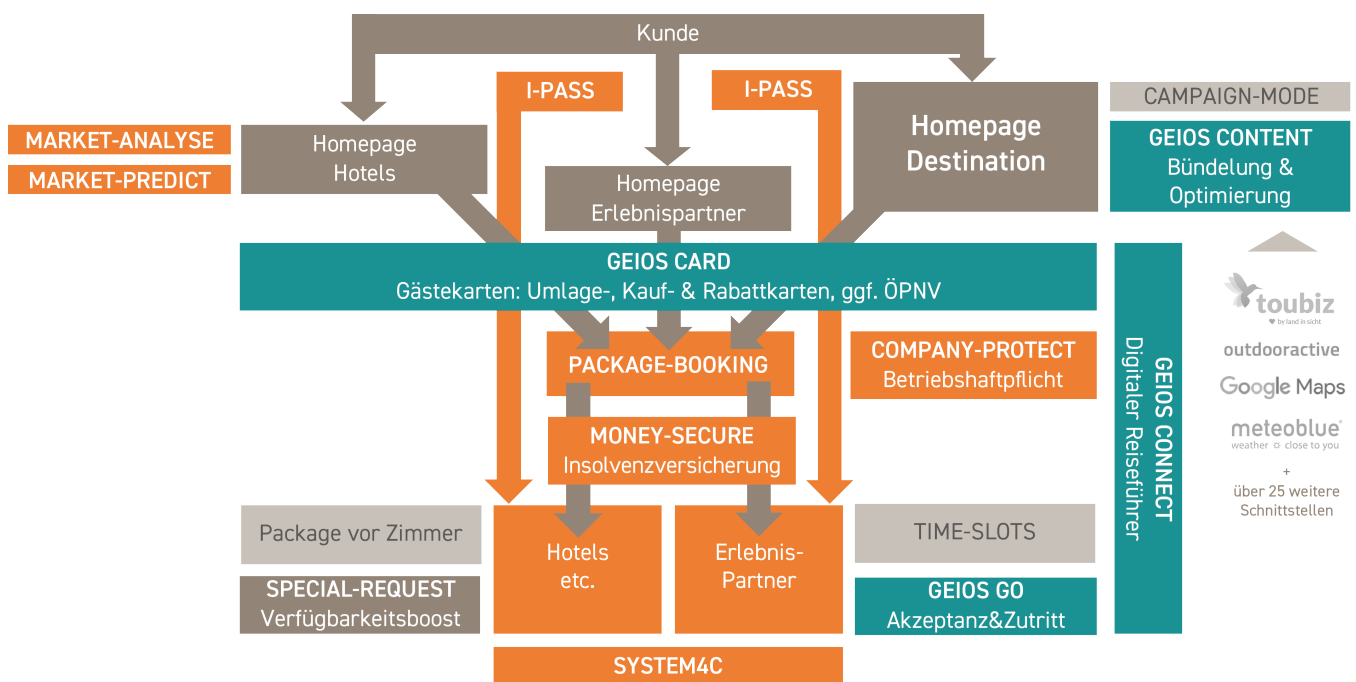 Kunde
I-PASS
I-PASS
MARKET-ANALYSE
MARKET-PREDICT
Homepage
Hotels
Homepage
Erlebnispartner
Homepage
Destination
CAMPAIGN-MODE
GEIOS CONTENT
Bündelung &
Optimierung
GEIOS CARD
Gästekarten: Umlage-, Kauf- & Rabattkarten, ggf. ÖPNV
PACKAGE-BOOKING
COMPANY-PROTECT
Betriebshaftpflicht
MONEY-SECURE
Insolvenzversicherung
GEIOS CONNECT
Digitaler Reiseführer
toubiz
♥ by land in sicht
outdooractive
Google Maps
meteoblue®
weather ☼ close to you
+
über 25 weitere
Schnittstellen
Package vor Zimmer
SPECIAL-REQUEST
Verfügbarkeitsboost
Hotels
etc.
Erlebnis-
Partner
TIME-SLOTS
GEIOS GO
Akzeptanz&Zutritt
SYSTEM4C